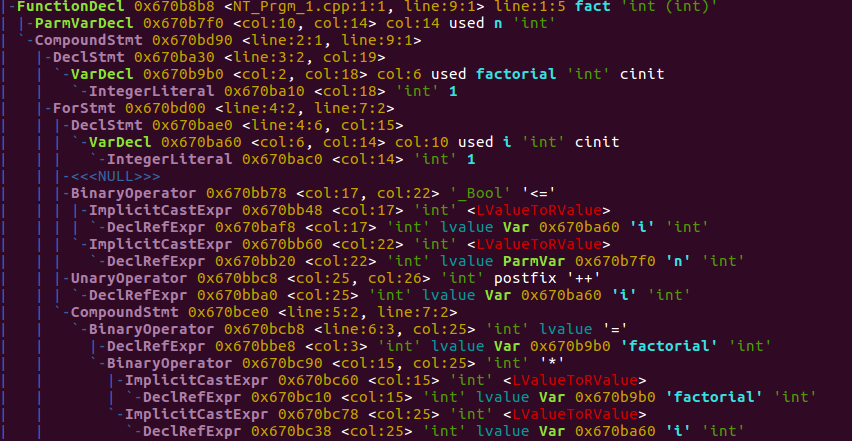 |-FunctionDecl 0x670b8b8 <NT_Prgm_1.cpp:1:1, line:9:1> line:1:5 fact 'int (int)'
| |-ParmVarDecl 0x670b7f0 <col:10, col:14> col:14 used n 'int'
| `-CompoundStmt 0x670bd90 <line:2:1, line:9:1>
|   |-DeclStmt 0x670ba30 <line:3:2, col:19>
|   | `-VarDecl 0x670b9b0 <col:2, col:18> col:6 used factorial 'int' cinit
|   |   `-IntegerLiteral 0x670ba10 <col:18> 'int' 1
|   |-ForStmt 0x670bd00 <line:4:2, line:7:2>
|   | |-DeclStmt 0x670bae0 <line:4:6, col:15>
|   | | `-VarDecl 0x670ba60 <col:6, col:14> col:10 used i 'int' cinit
|   | |   `-IntegerLiteral 0x670bac0 <col:14> 'int' 1
|   | |-<<<NULL>>>
|   | |-BinaryOperator 0x670bb78 <col:17, col:22> '_Bool' '<='
|   | | |-ImplicitCastExpr 0x670bb48 <col:17> 'int' <LValueToRValue>
|   | | | `-DeclRefExpr 0x670baf8 <col:17> 'int' lvalue Var 0x670ba60 'i' 'int'
|   | | `-ImplicitCastExpr 0x670bb60 <col:22> 'int' <LValueToRValue>
|   | |   `-DeclRefExpr 0x670bb20 <col:22> 'int' lvalue ParmVar 0x670b7f0 'n' 'int'
|   | |-UnaryOperator 0x670bbc8 <col:25, col:26> 'int' postfix '++'
|   | | `-DeclRefExpr 0x670bba0 <col:25> 'int' lvalue Var 0x670ba60 'i' 'int'
|   | `-CompoundStmt 0x670bce0 <line:5:2, line:7:2>
|   |   `-BinaryOperator 0x670bcb8 <line:6:3, col:25> 'int' lvalue '='
|   |     |-DeclRefExpr 0x670bbe8 <col:3> 'int' lvalue Var 0x670b9b0 'factorial' 'int'
|   |     `-BinaryOperator 0x670bc90 <col:15, col:25> 'int' '*'
|   |       |-ImplicitCastExpr 0x670bc60 <col:15> 'int' <LValueToRValue>
|   |       | `-DeclRefExpr 0x670bc10 <col:15> 'int' lvalue Var 0x670b9b0 'factorial' 'int'
|   |       `-ImplicitCastExpr 0x670bc78 <col:25> 'int' <LValueToRValue>
|   |         `-DeclRefExpr 0x670bc38 <col:25> 'int' lvalue Var 0x670ba60 'i' 'int'